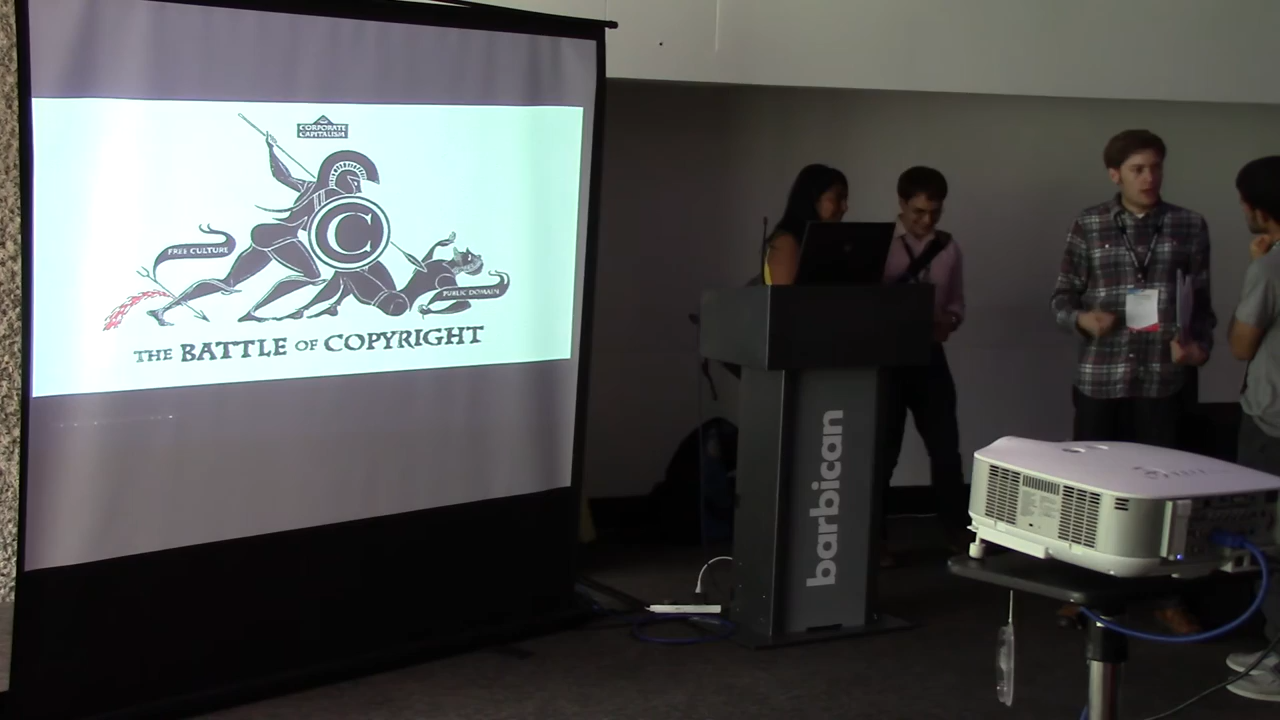 CORPORATE
CAPITALISM
C
FREE CULTURE
PUBLIC DOMAIN
THE BATTLE OF COPYRIGHT
barbican